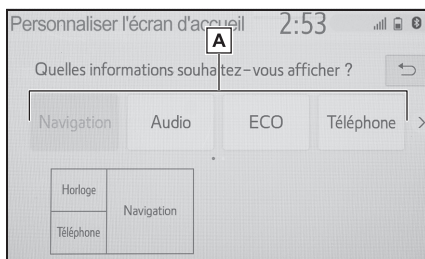 Personnaliser l'écran d'accueil 2:53
A
Quelles informations souhaitez-vous afficher ?
Navigation Audio ECO Téléphone >
Horloge Navigation
Téléphone